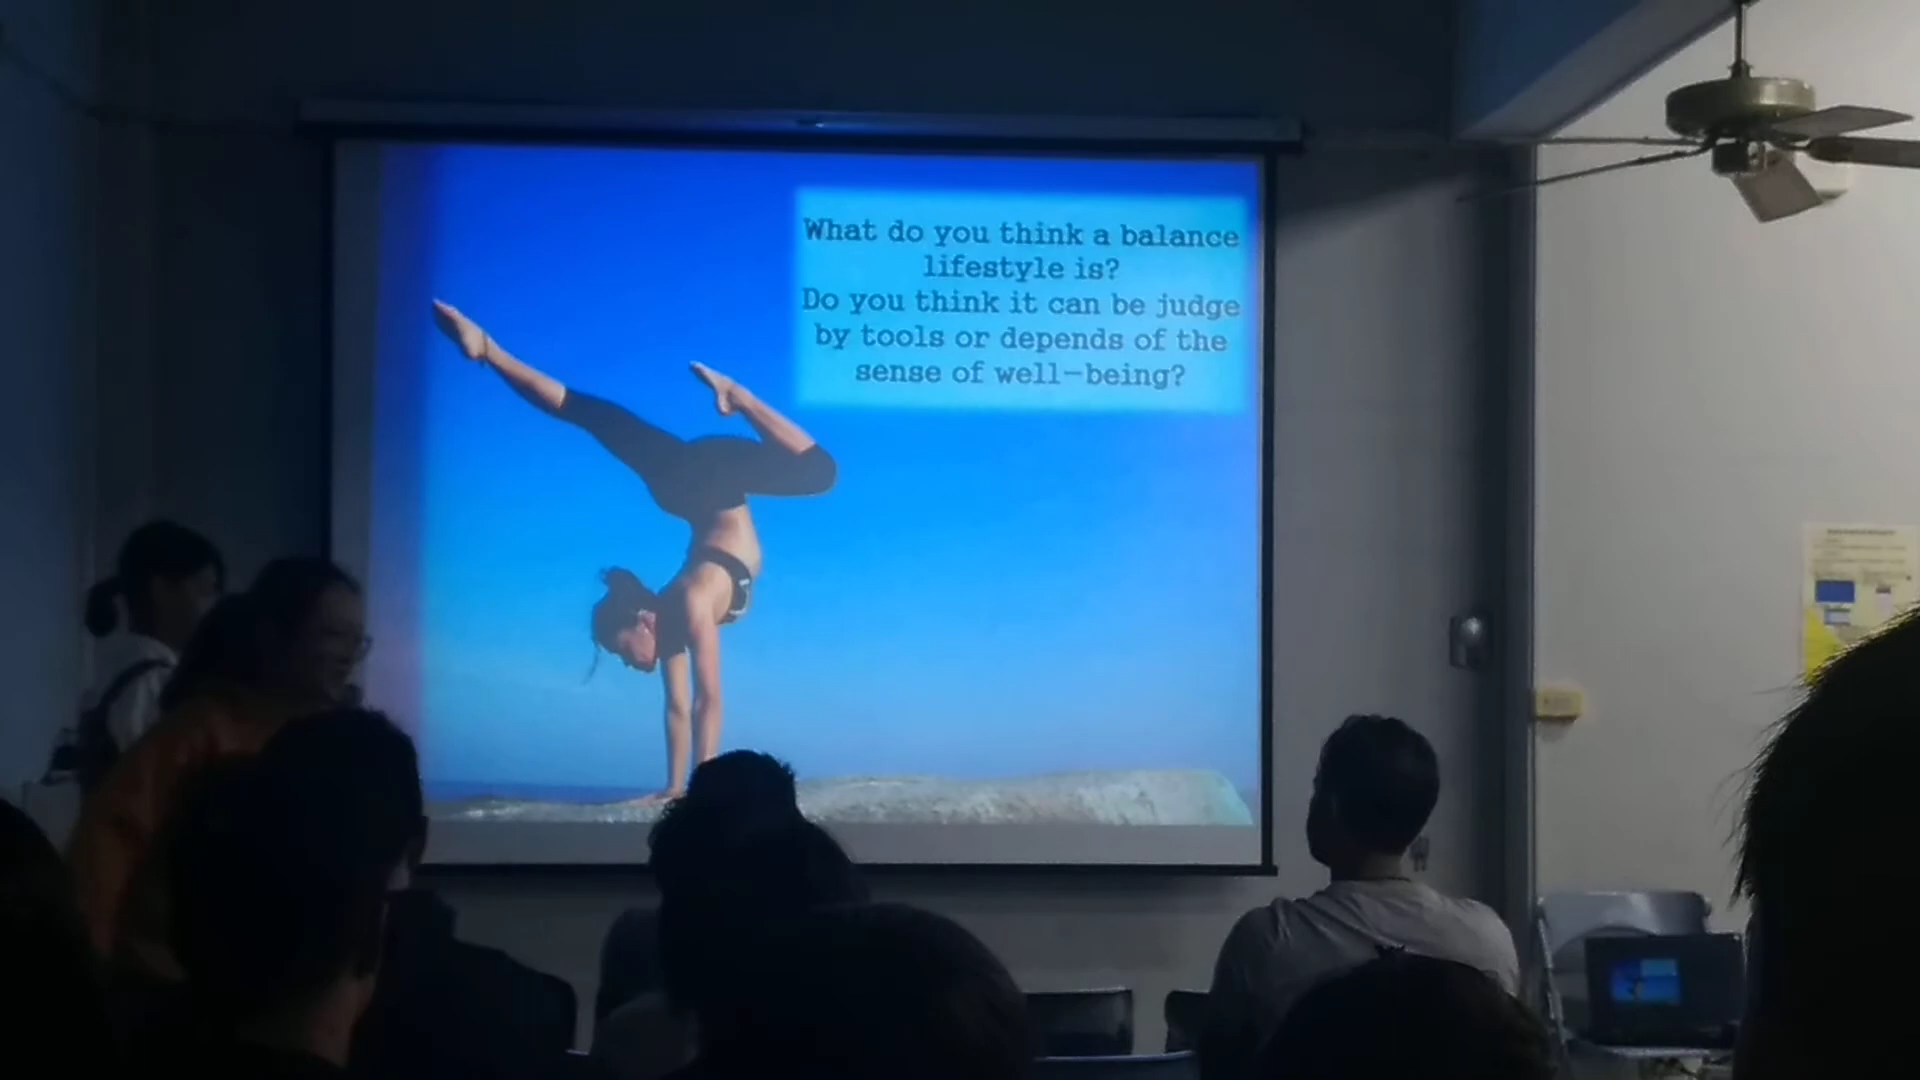 What do you think a balance
lifestyle is?
Do you think it can be judge
by tools or depends of the
sense of well-being?